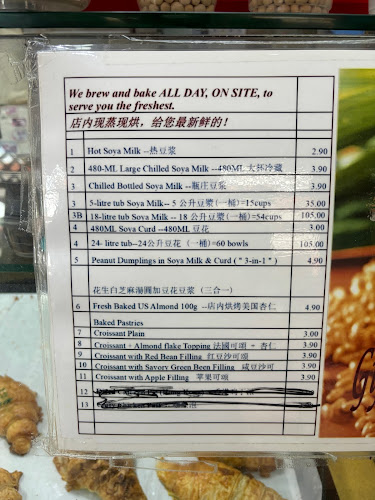 We brew and bake ALL DAY, ON SITE, to
serve you the freshest.
店内现蒸现烘，给您最新鲜的！
1 Hot Soya Milk --热豆浆 2.90
2 480-ML Large Chilled Soya Milk --480ML 大杯冷藏 3.90
3 Chilled Bottled Soya Milk --瓶庄豆浆 3.90
3 5-litre tub Soya Milk-- 5 公升豆漿(一桶)=15cups 35.00
3B 18-litre tub Soya Milk -- 18 公升豆漿(一桶)=54cups 105.00
4 480ML Soya Curd --480ML 豆花 3.00
4 24- litre tub--24公升豆花 (一桶)=60 bowls 105.00
5 Peanut Dumplings in Soya Milk & Curd ("3-in-1") 4.90
花生白芝麻湯圓加豆花豆漿 (三合一)
6 Fresh Baked US Almond 100g --店内烘烤美国杏仁 4.90
Baked Pastries
7 Croissant Plain 3.00
8 Croissant + Almond flake Topping 法國可頌 + 杏仁 3.90
9 Croissant with Red Bean Filling 红豆沙可頌 3.90
10 Croissant with Savory Green Been Filling 咸豆沙可 3.90
11 Croissant with Apple Filling 苹果可頌 3.90
12
13